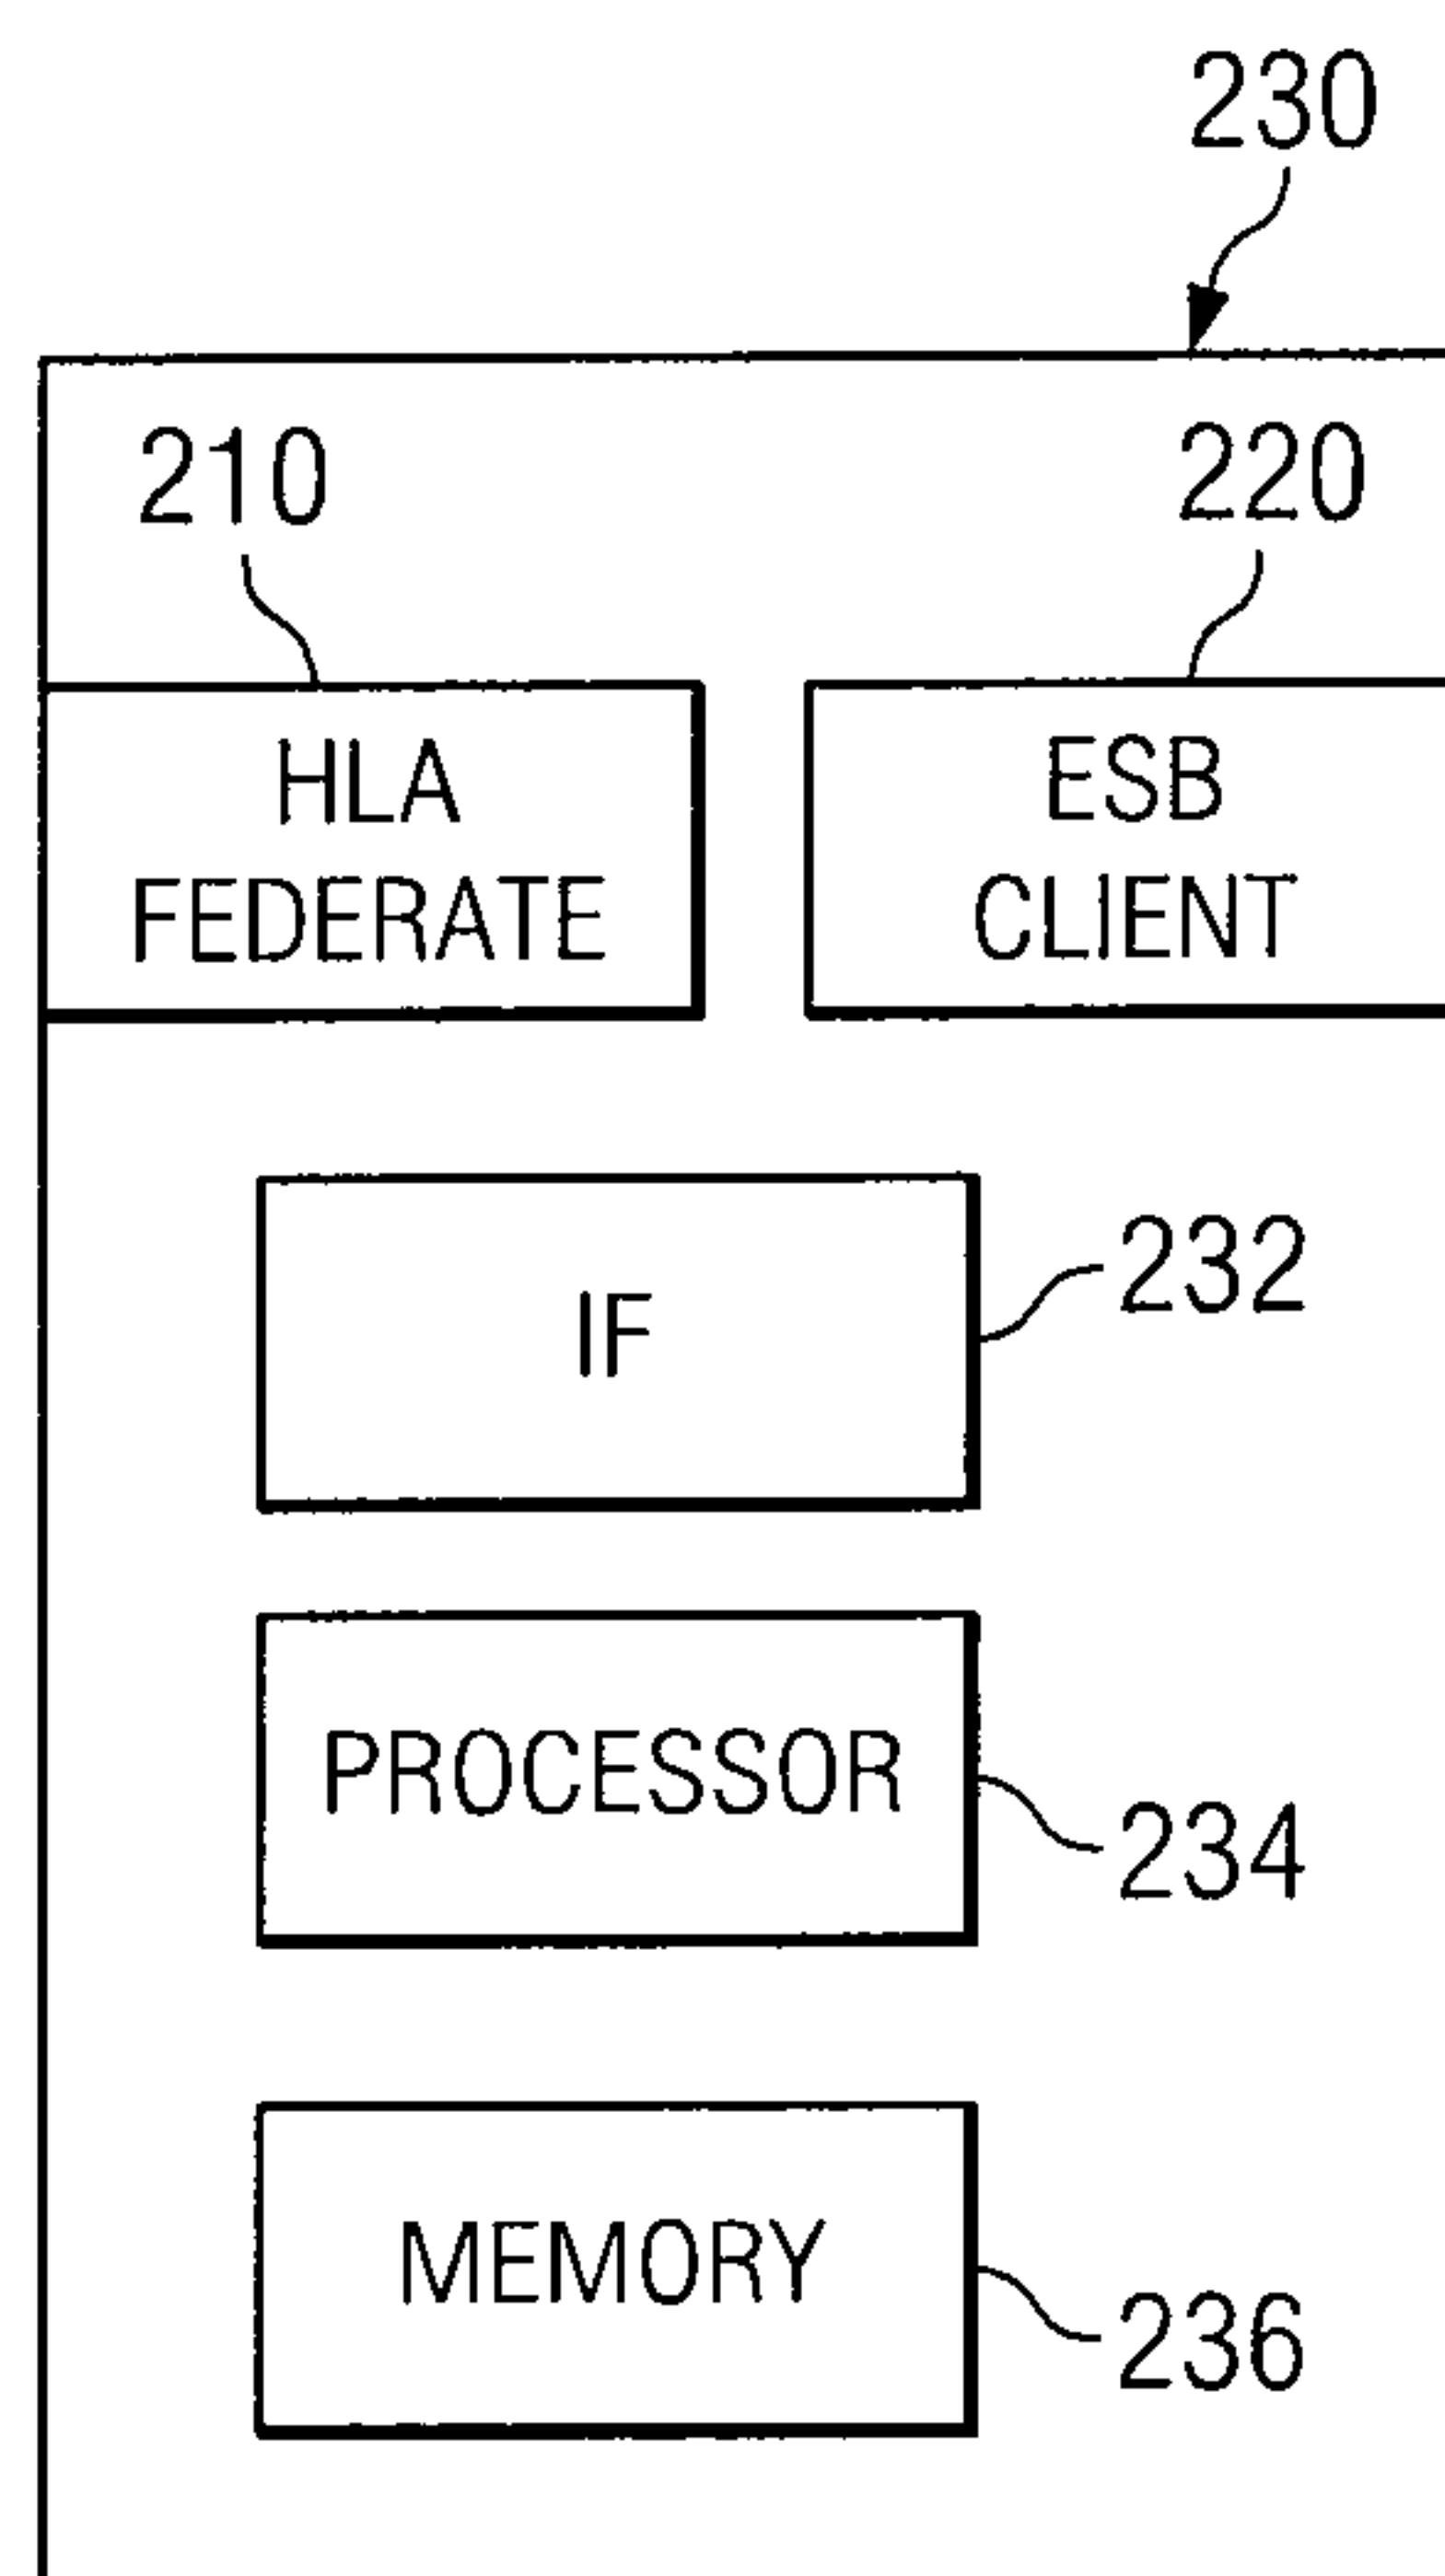 230
210
220
HLA
FEDERATE
ESB
CLIENT
IF
232
PROCESSOR
234
MEMORY
236